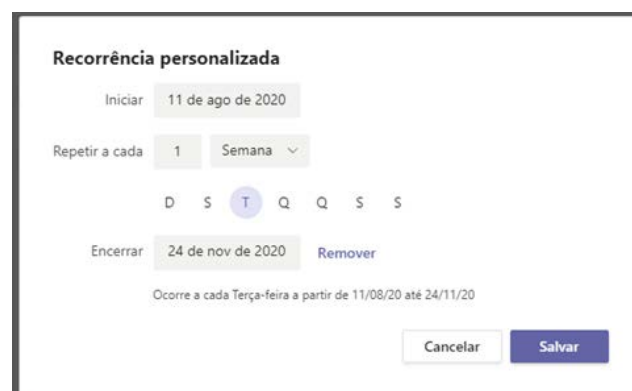 Recorrência personalizada
Iniciar 11 de ago de 2020
Repetir a cada 1 Semana
D S T Q Q S S
Encerrar 24 de nov de 2020 Remover
Ocorre a cada Terça-feira a partir de 11/08/20 até 24/11/20
Cancelar Salvar